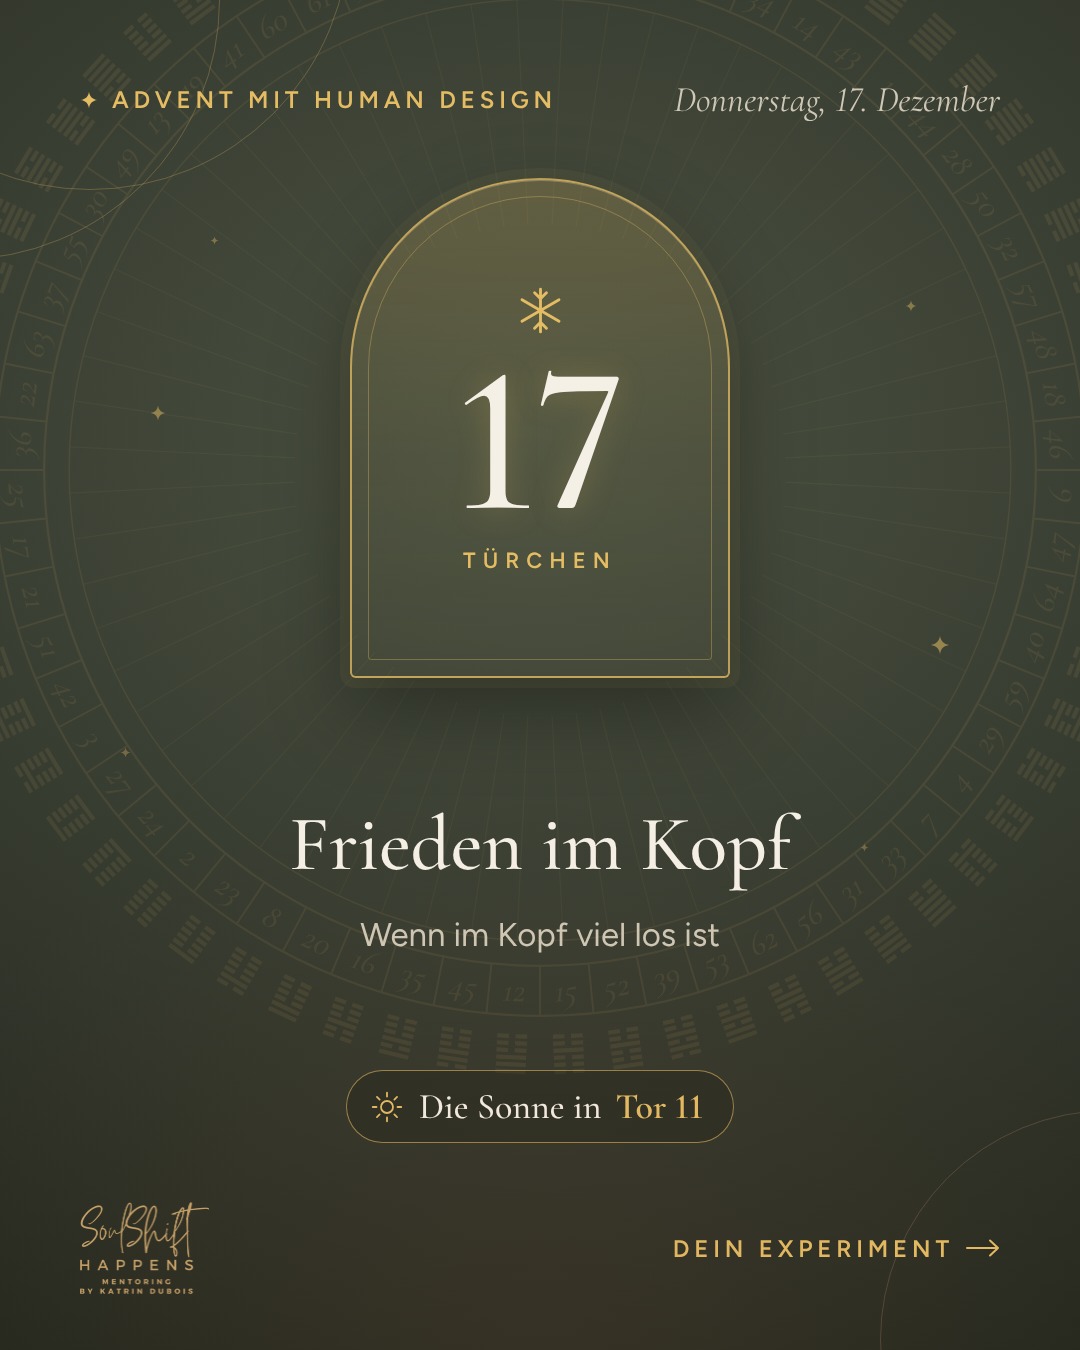 ADVENT MIT HUMAN DESIGN
Donnerstag, 17. Dezember
17
TÜRCHEN
Frieden im Kopf
Wenn im Kopf viel los ist
Die Sonne in Tor 11
SoulShift
HAPPENS
MENTORING
BY KATRIN DUBOIS
DEIN EXPERIMENT →